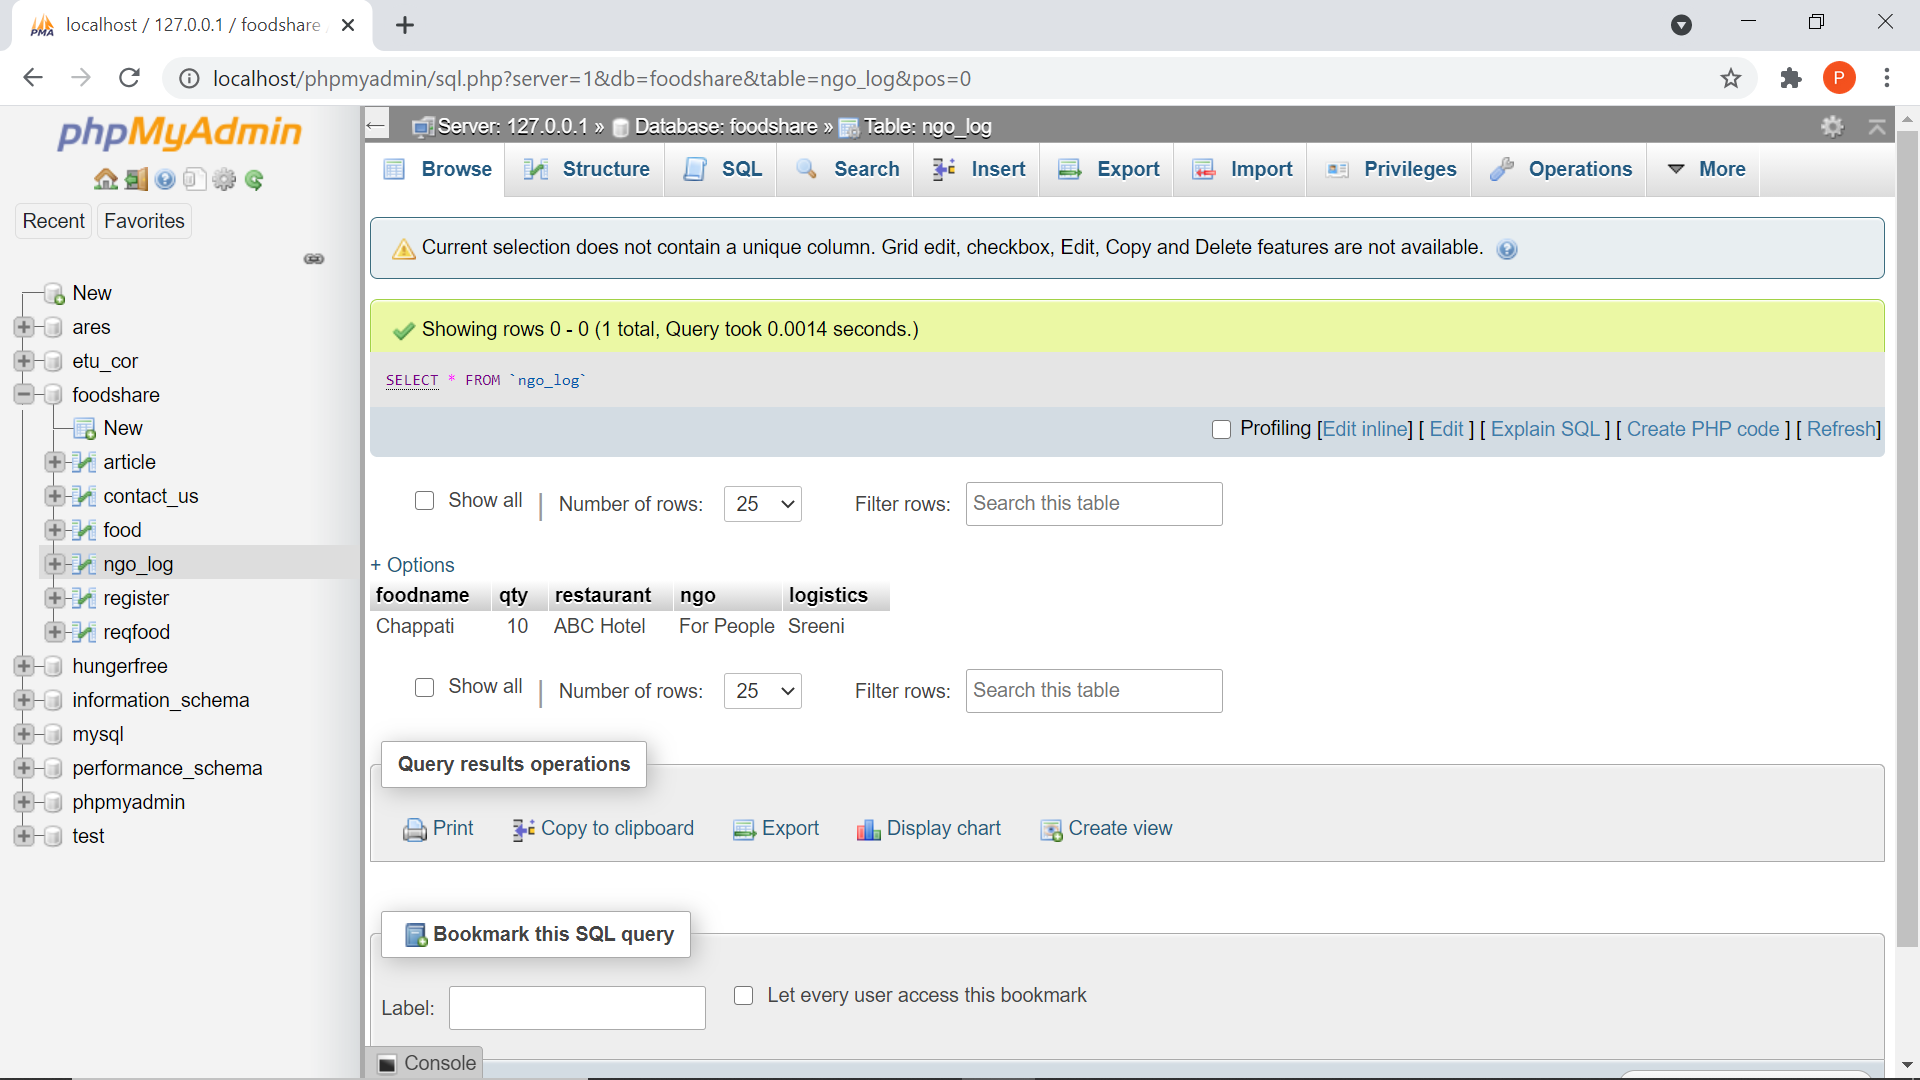 localhost / 127.0.0.1 / foodshare
localhost/phpmyadmin/sql.php?server=1&db=foodshare&table=ngo_log&pos=0
P
phpMyAdmin
Recent
Favorites
New
ares
etu_cor
foodshare
New
article
contact_us
food
ngo_log
register
reqfood
hungerfree
information_schema
mysql
performance_schema
phpmyadmin
test
Server: 127.0.0.1 » Database: foodshare » Table: ngo_log
Browse Structure SQL Search Insert Export Import Privileges Operations More
Current selection does not contain a unique column. Grid edit, checkbox, Edit, Copy and Delete features are not available.
Showing rows 0 - 0 (1 total, Query took 0.0014 seconds.)
SELECT * FROM `ngo_log`
Profiling [Edit inline] [ Edit ] [ Explain SQL ] [ Create PHP code ] [ Refresh]
Show all | Number of rows: 25 Filter rows: Search this table
+ Options
foodname qty restaurant ngo logistics
Chappati 10 ABC Hotel For People Sreeni
Show all | Number of rows: 25 Filter rows: Search this table
Query results operations
Print Copy to clipboard Export Display chart Create view
Bookmark this SQL query
Label: Let every user access this bookmark
Console